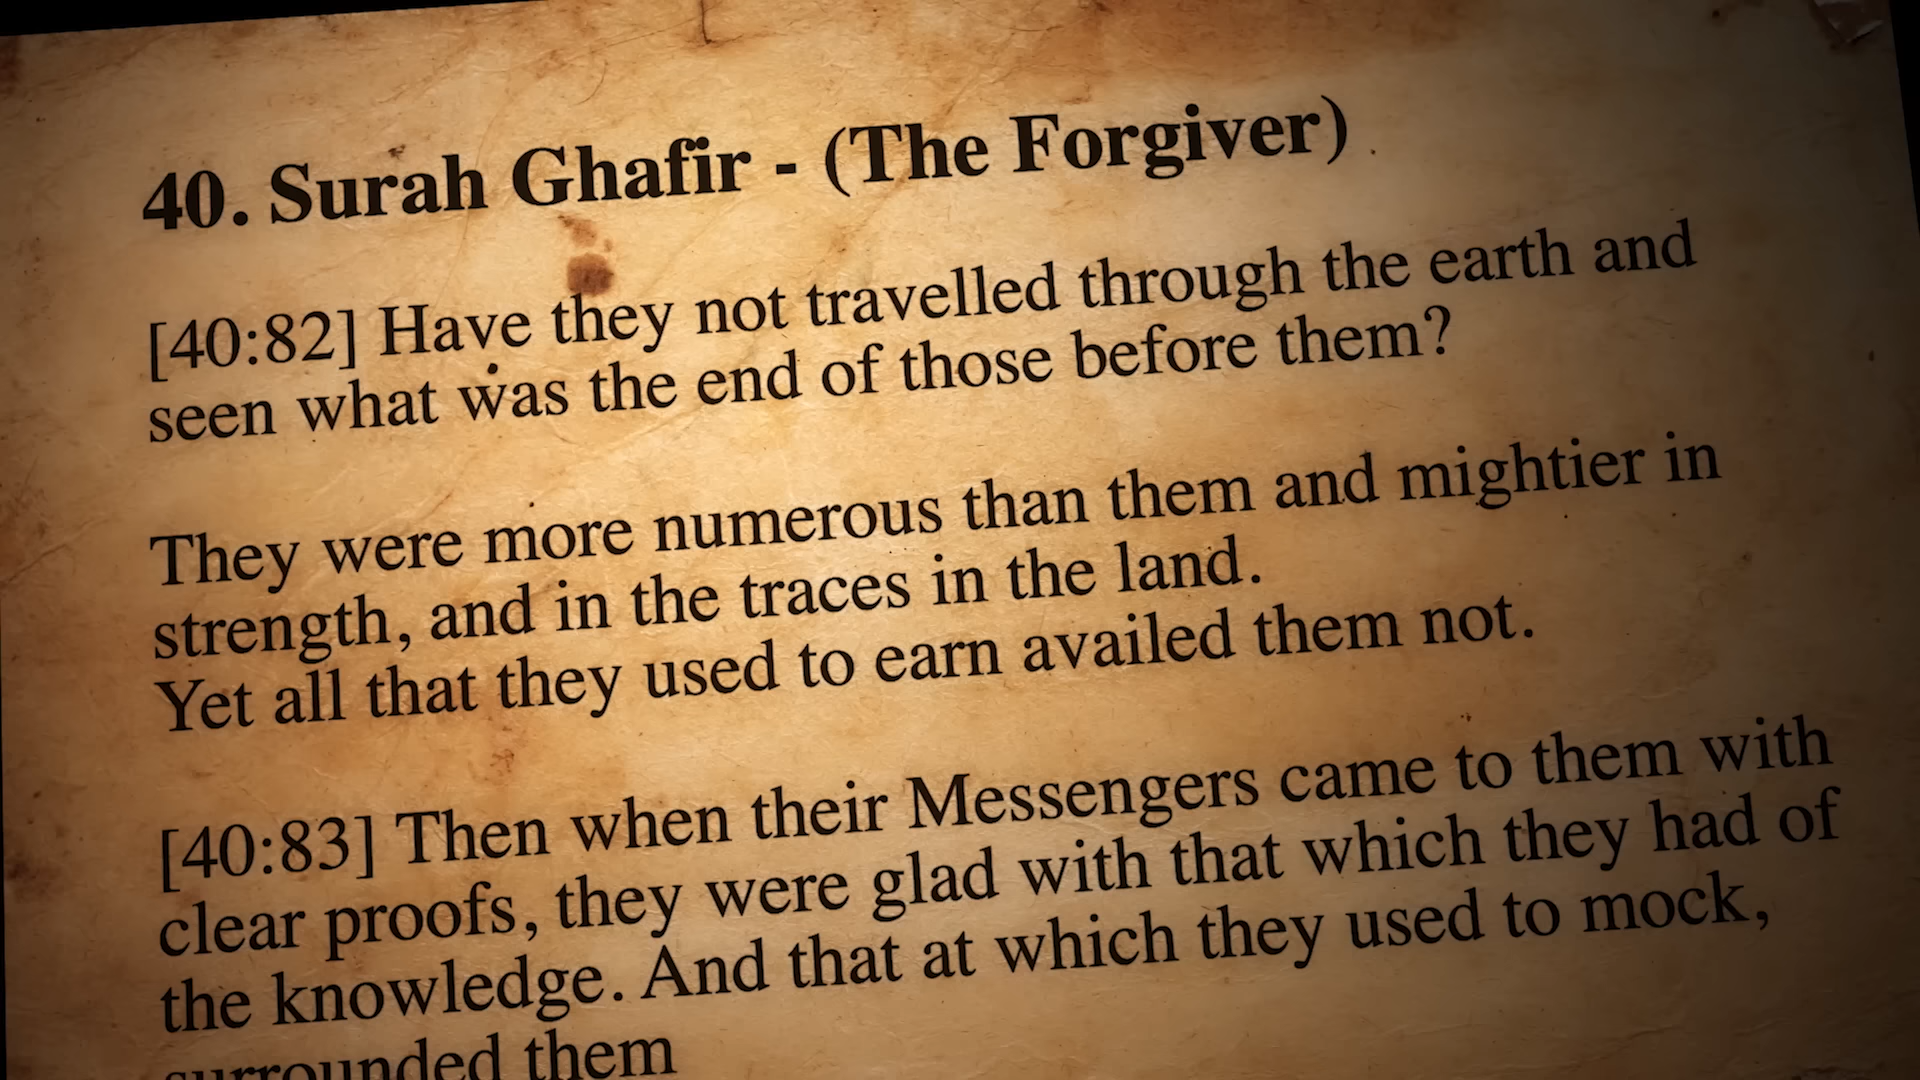 40. Surah Ghafir - (The Forgiver)
[40:82] Have they not travelled through the earth and
seen what was the end of those before them?
They were more numerous than them and mightier in
strength, and in the traces in the land.
Yet all that they used to earn availed them not.
[40:83] Then when their Messengers came to them with
clear proofs, they were glad with that which they had of
the knowledge. And that at which they used to mock,
surrounded them